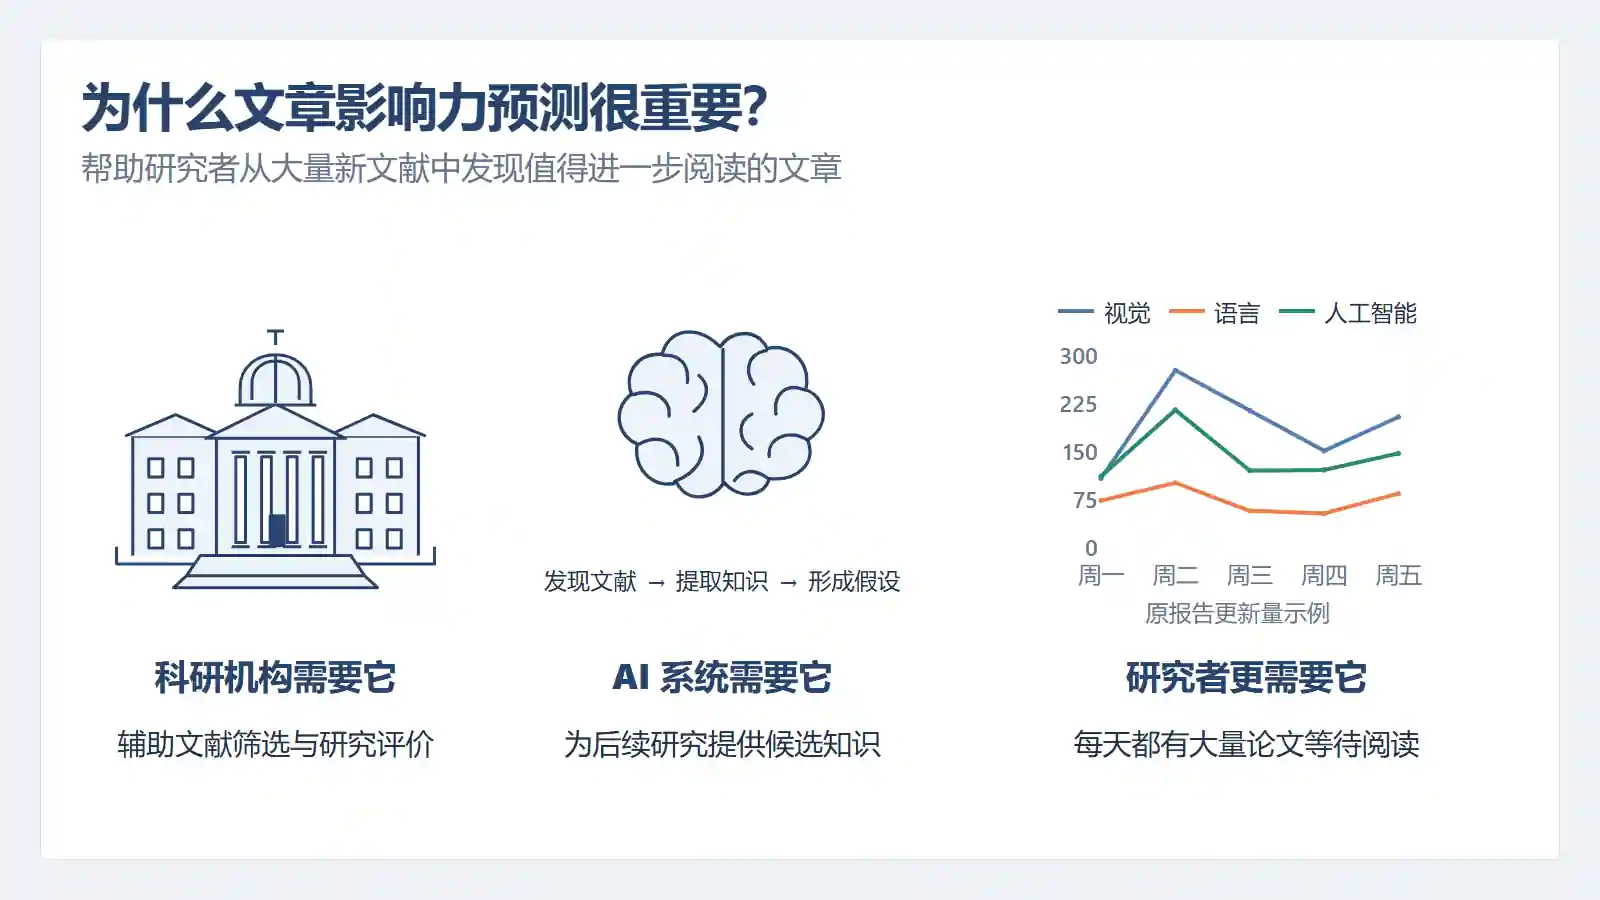 为什么文章影响力预测很重要？
帮助研究者从大量新文献中发现值得进一步阅读的文章
发现文献 → 提取知识 → 形成假设
视觉 语言 人工智能
300
225
150
75
0
周一 周二 周三 周四 周五
原报告更新量示例
科研机构需要它
辅助文献筛选与研究评价
AI 系统需要它
为后续研究提供候选知识
研究者更需要它
每天都有大量论文等待阅读